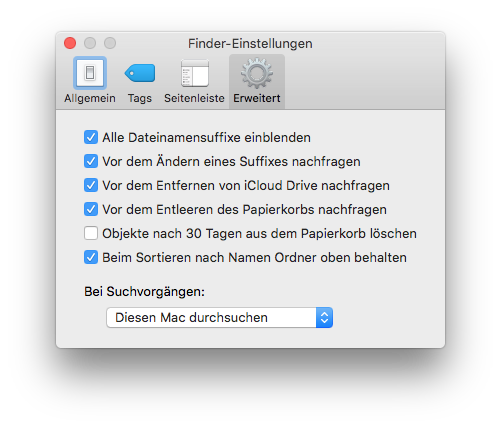 Finder-Einstellungen
Allgemein Tags Seitenleiste Erweitert
Alle Dateinamensuffixe einblenden
Vor dem Ändern eines Suffixes nachfragen
Vor dem Entfernen von iCloud Drive nachfragen
Vor dem Entleeren des Papierkorbs nachfragen
Objekte nach 30 Tagen aus dem Papierkorb löschen
Beim Sortieren nach Namen Ordner oben behalten
Bei Suchvorgängen:
Diesen Mac durchsuchen